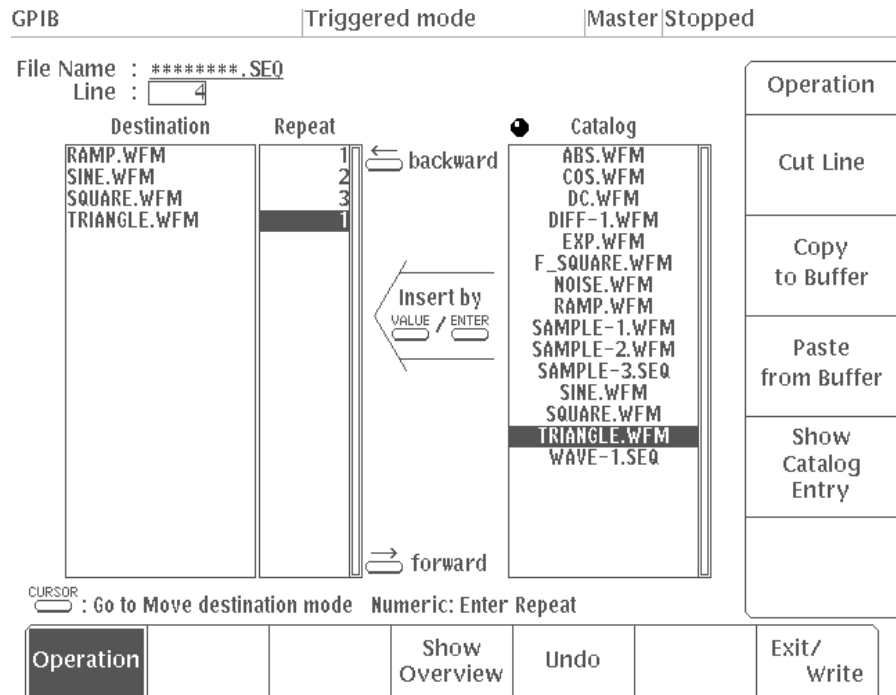 GPIB Triggered mode Master Stopped
File Name : ********.SEQ
Line : 4
Destination Repeat Catalog
RAMP.WFM 1
SINE.WFM 2
SQUARE.WFM 3
TRIANGLE.WFM 1
backward
Insert by
VALUE / ENTER
forward
ABS.WFM
COS.WFM
DC.WFM
DIFF-1.WFM
EXP.WFM
F_SQUARE.WFM
NOISE.WFM
RAMP.WFM
SAMPLE-1.WFM
SAMPLE-2.WFM
SAMPLE-3.SEQ
SINE.WFM
SQUARE.WFM
TRIANGLE.WFM
WAVE-1.SEQ
Operation
Cut Line
Copy
to Buffer
Paste
from Buffer
Show
Catalog
Entry
CURSOR
: Go to Move destination mode Numeric: Enter Repeat
Operation
Show
Overview
Undo
Exit/
Write